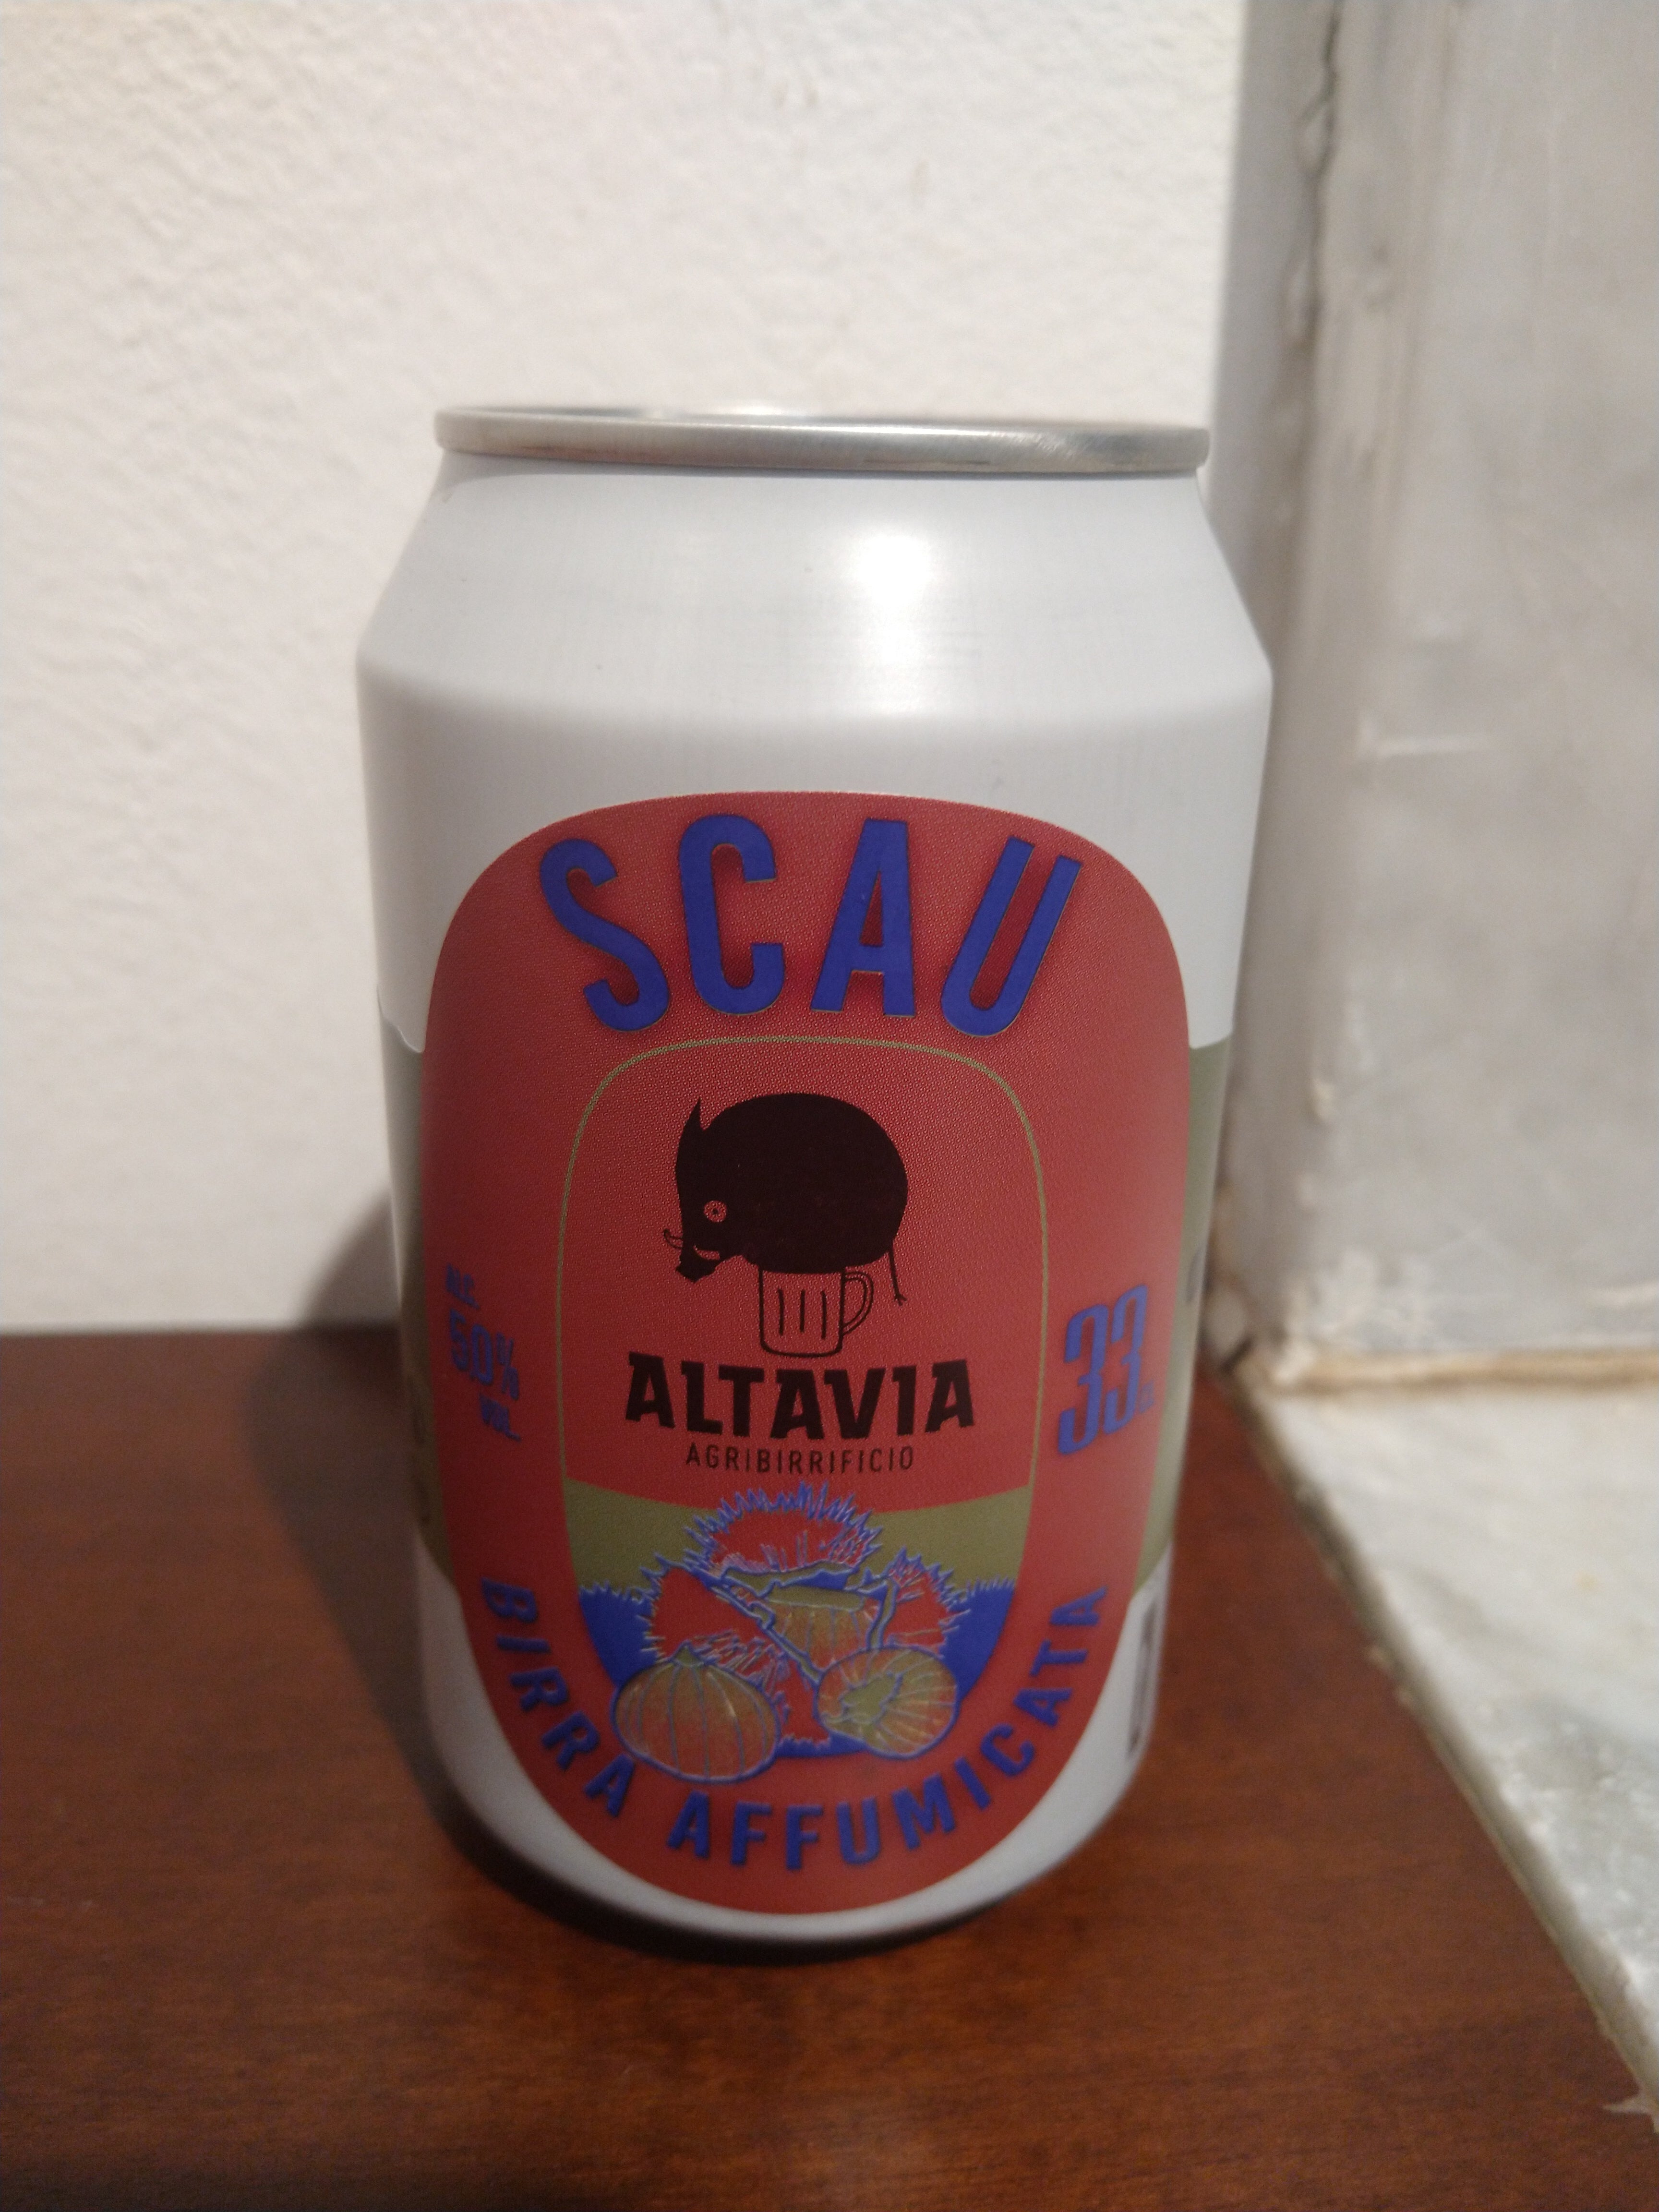 SCAU
ALC.
5.0%
VOL.
33
ALTAVIA
AGRIBIRRIFICIO
BIRRA AFFUMICATA